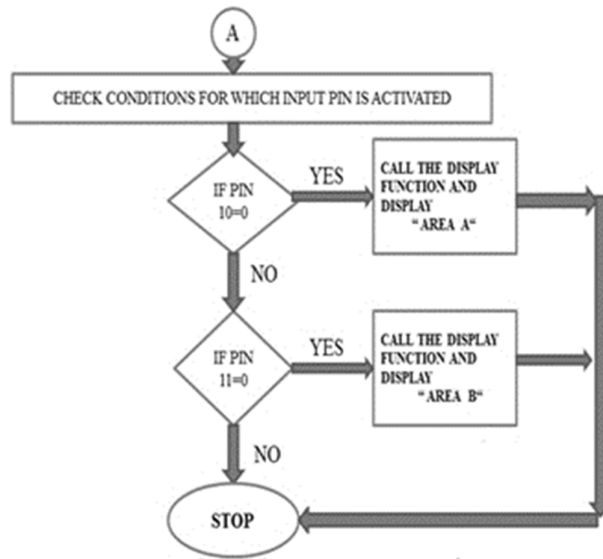 A
CHECK CONDITIONS FOR WHICH INPUT PIN IS ACTIVATED
IF PIN
10=0
YES
CALL THE DISPLAY
FUNCTION AND
DISPLAY
“AREA A“
NO
IF PIN
11=0
YES
CALL THE DISPLAY
FUNCTION AND
DISPLAY
“AREA B“
NO
STOP